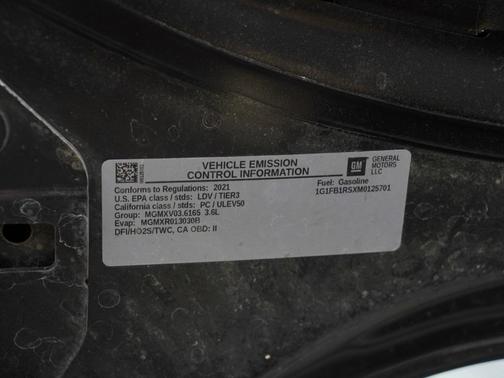 VEHICLE EMISSION
CONTROL INFORMATION
GM
GENERAL
MOTORS LLC
Conforms to Regulations: 2021
Fuel: Gasoline
U.S. EPA class / stds: LDV / TIER3
1G1FB1RSXM0125701
California class / stds: PC / ULEV50
Group: MGMXV03.6165 3.6L
Evap: MGMXR013030B
DFI/HO2S/TWC, CA OBD: II